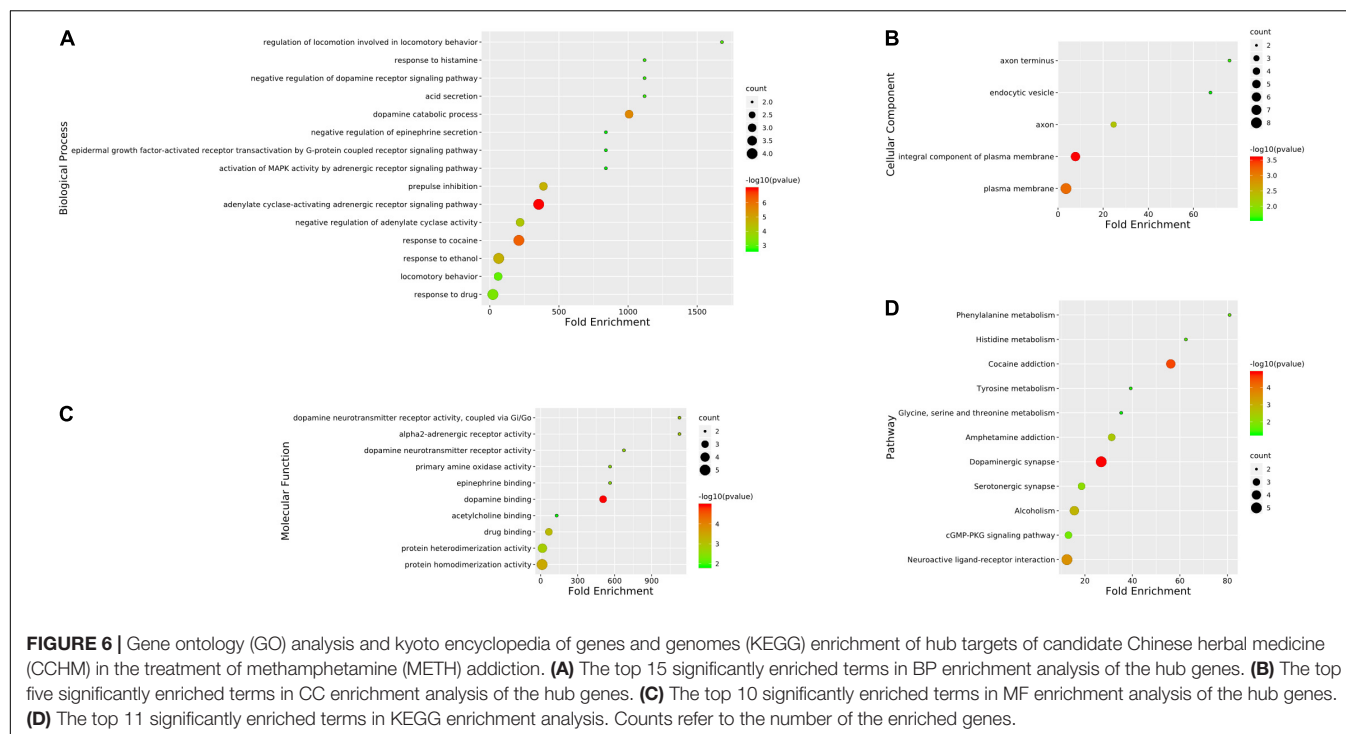 A
Biological Process
regulation of locomotion involved in locomotory behavior
response to histamine
negative regulation of dopamine receptor signaling pathway
acid secretion
dopamine catabolic process
negative regulation of epinephrine secretion
epidermal growth factor-activated receptor transactivation by G-protein coupled receptor signaling pathway
activation of MAPK activity by adrenergic receptor signaling pathway
prepulse inhibition
adenylate cyclase-activating adrenergic receptor signaling pathway
negative regulation of adenylate cyclase activity
response to cocaine
response to ethanol
locomotory behavior
response to drug
0 500 1000 1500
Fold Enrichment
count
2.0
2.5
3.0
3.5
4.0
-log10(pvalue)
6
5
4
3
B
Cellular Component
axon terminus
endocytic vesicle
axon
integral component of plasma membrane
plasma membrane
0 20 40 60
Fold Enrichment
count
2
3
4
5
6
7
8
-log10(pvalue)
3.5
3.0
2.5
2.0
C
Molecular Function
dopamine neurotransmitter receptor activity, coupled via Gi/Go
alpha2-adrenergic receptor activity
dopamine neurotransmitter receptor activity
primary amine oxidase activity
epinephrine binding
dopamine binding
acetylcholine binding
drug binding
protein heterodimerization activity
protein homodimerization activity
0 300 600 900
Fold Enrichment
count
2
3
4
5
-log10(pvalue)
4
3
2
D
Pathway
Phenylalanine metabolism
Histidine metabolism
Cocaine addiction
Tyrosine metabolism
Glycine, serine and threonine metabolism
Amphetamine addiction
Dopaminergic synapse
Serotonergic synapse
Alcoholism
cGMP-PKG signaling pathway
Neuroactive ligand-receptor interaction
20 40 60 80
Fold Enrichment
-log10(pvalue)
4
3
2
count
2
3
4
5
FIGURE 6 | Gene ontology (GO) analysis and kyoto encyclopedia of genes and genomes (KEGG) enrichment of hub targets of candidate Chinese herbal medicine
(CCHM) in the treatment of methamphetamine (METH) addiction. (A) The top 15 significantly enriched terms in BP enrichment analysis of the hub genes. (B) The top
five significantly enriched terms in CC enrichment analysis of the hub genes. (C) The top 10 significantly enriched terms in MF enrichment analysis of the hub genes.
(D) The top 11 significantly enriched terms in KEGG enrichment analysis. Counts refer to the number of the enriched genes.